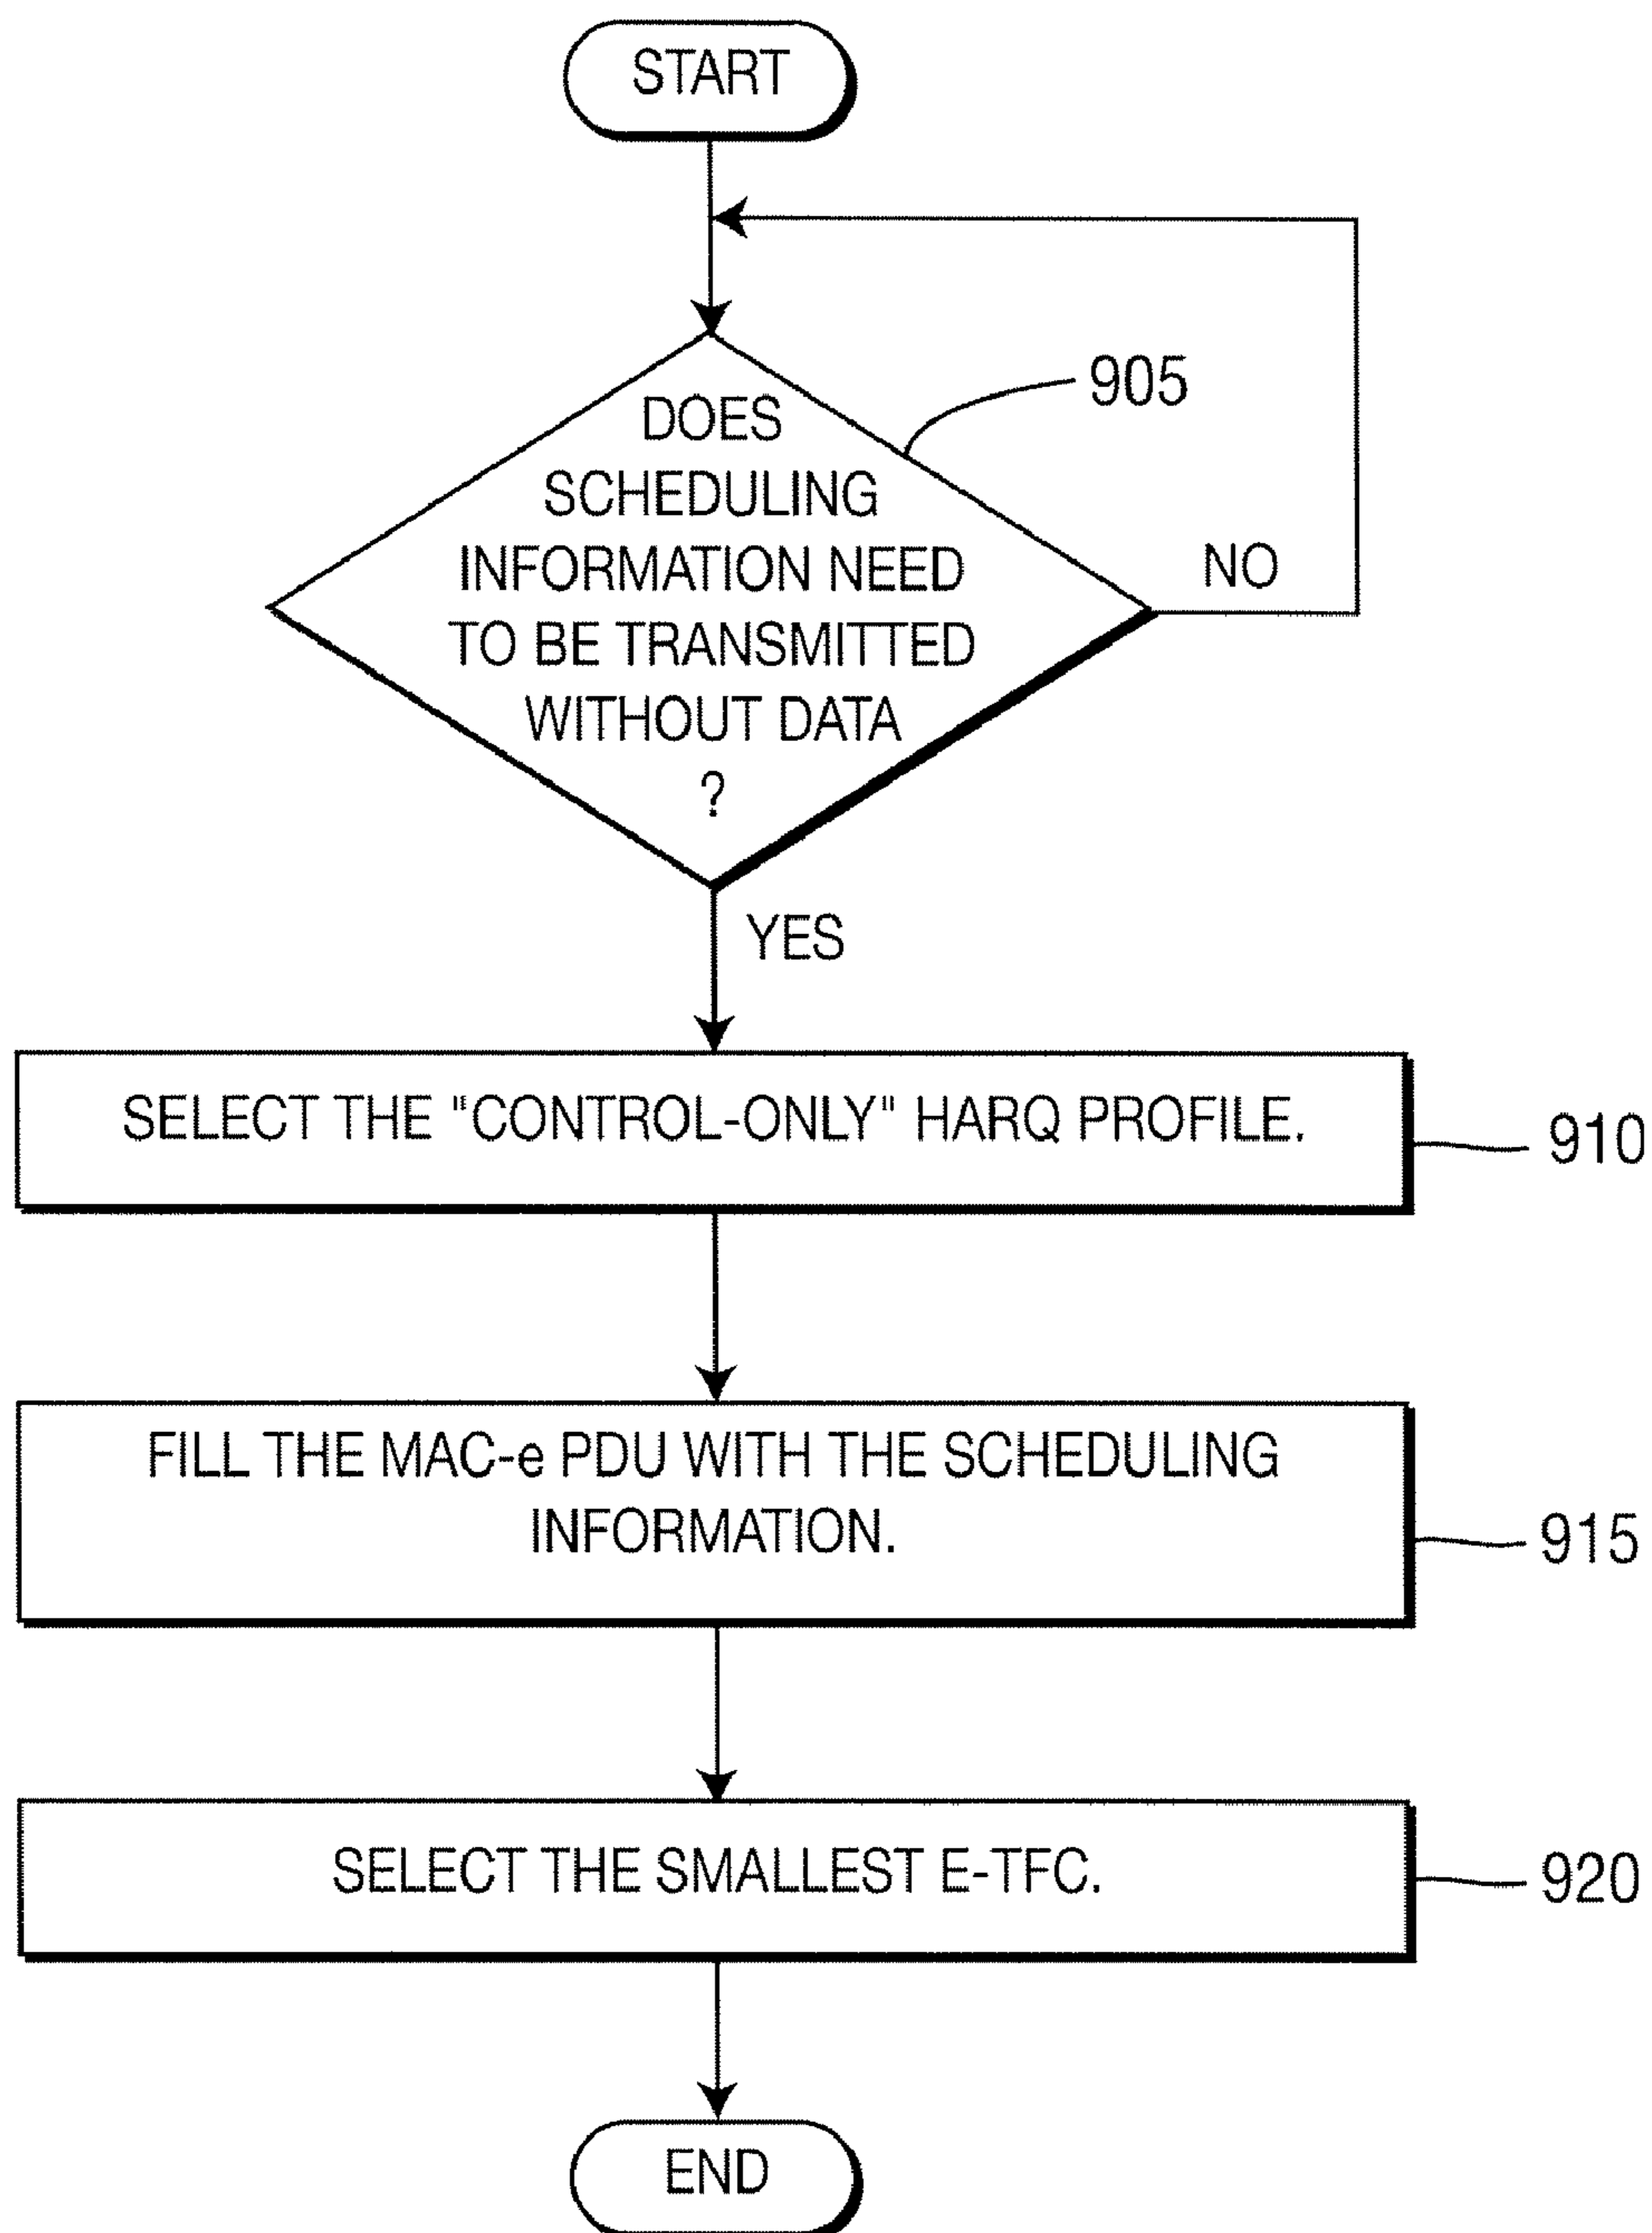 START
DOES
SCHEDULING
INFORMATION NEED
TO BE TRANSMITTED
WITHOUT DATA
?
905
NO
YES
SELECT THE "CONTROL-ONLY" HARQ PROFILE.
910
FILL THE MAC-e PDU WITH THE SCHEDULING
INFORMATION.
915
SELECT THE SMALLEST E-TFC.
920
END